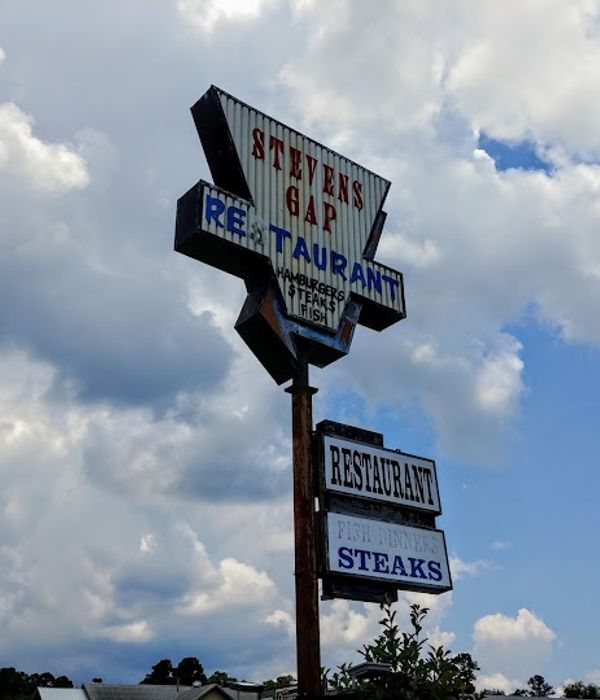 STEVENS
GAP
RESTAURANT
HAMBURGERS
STEAKS
FISH
RESTAURANT
FISH DINNERS
STEAKS